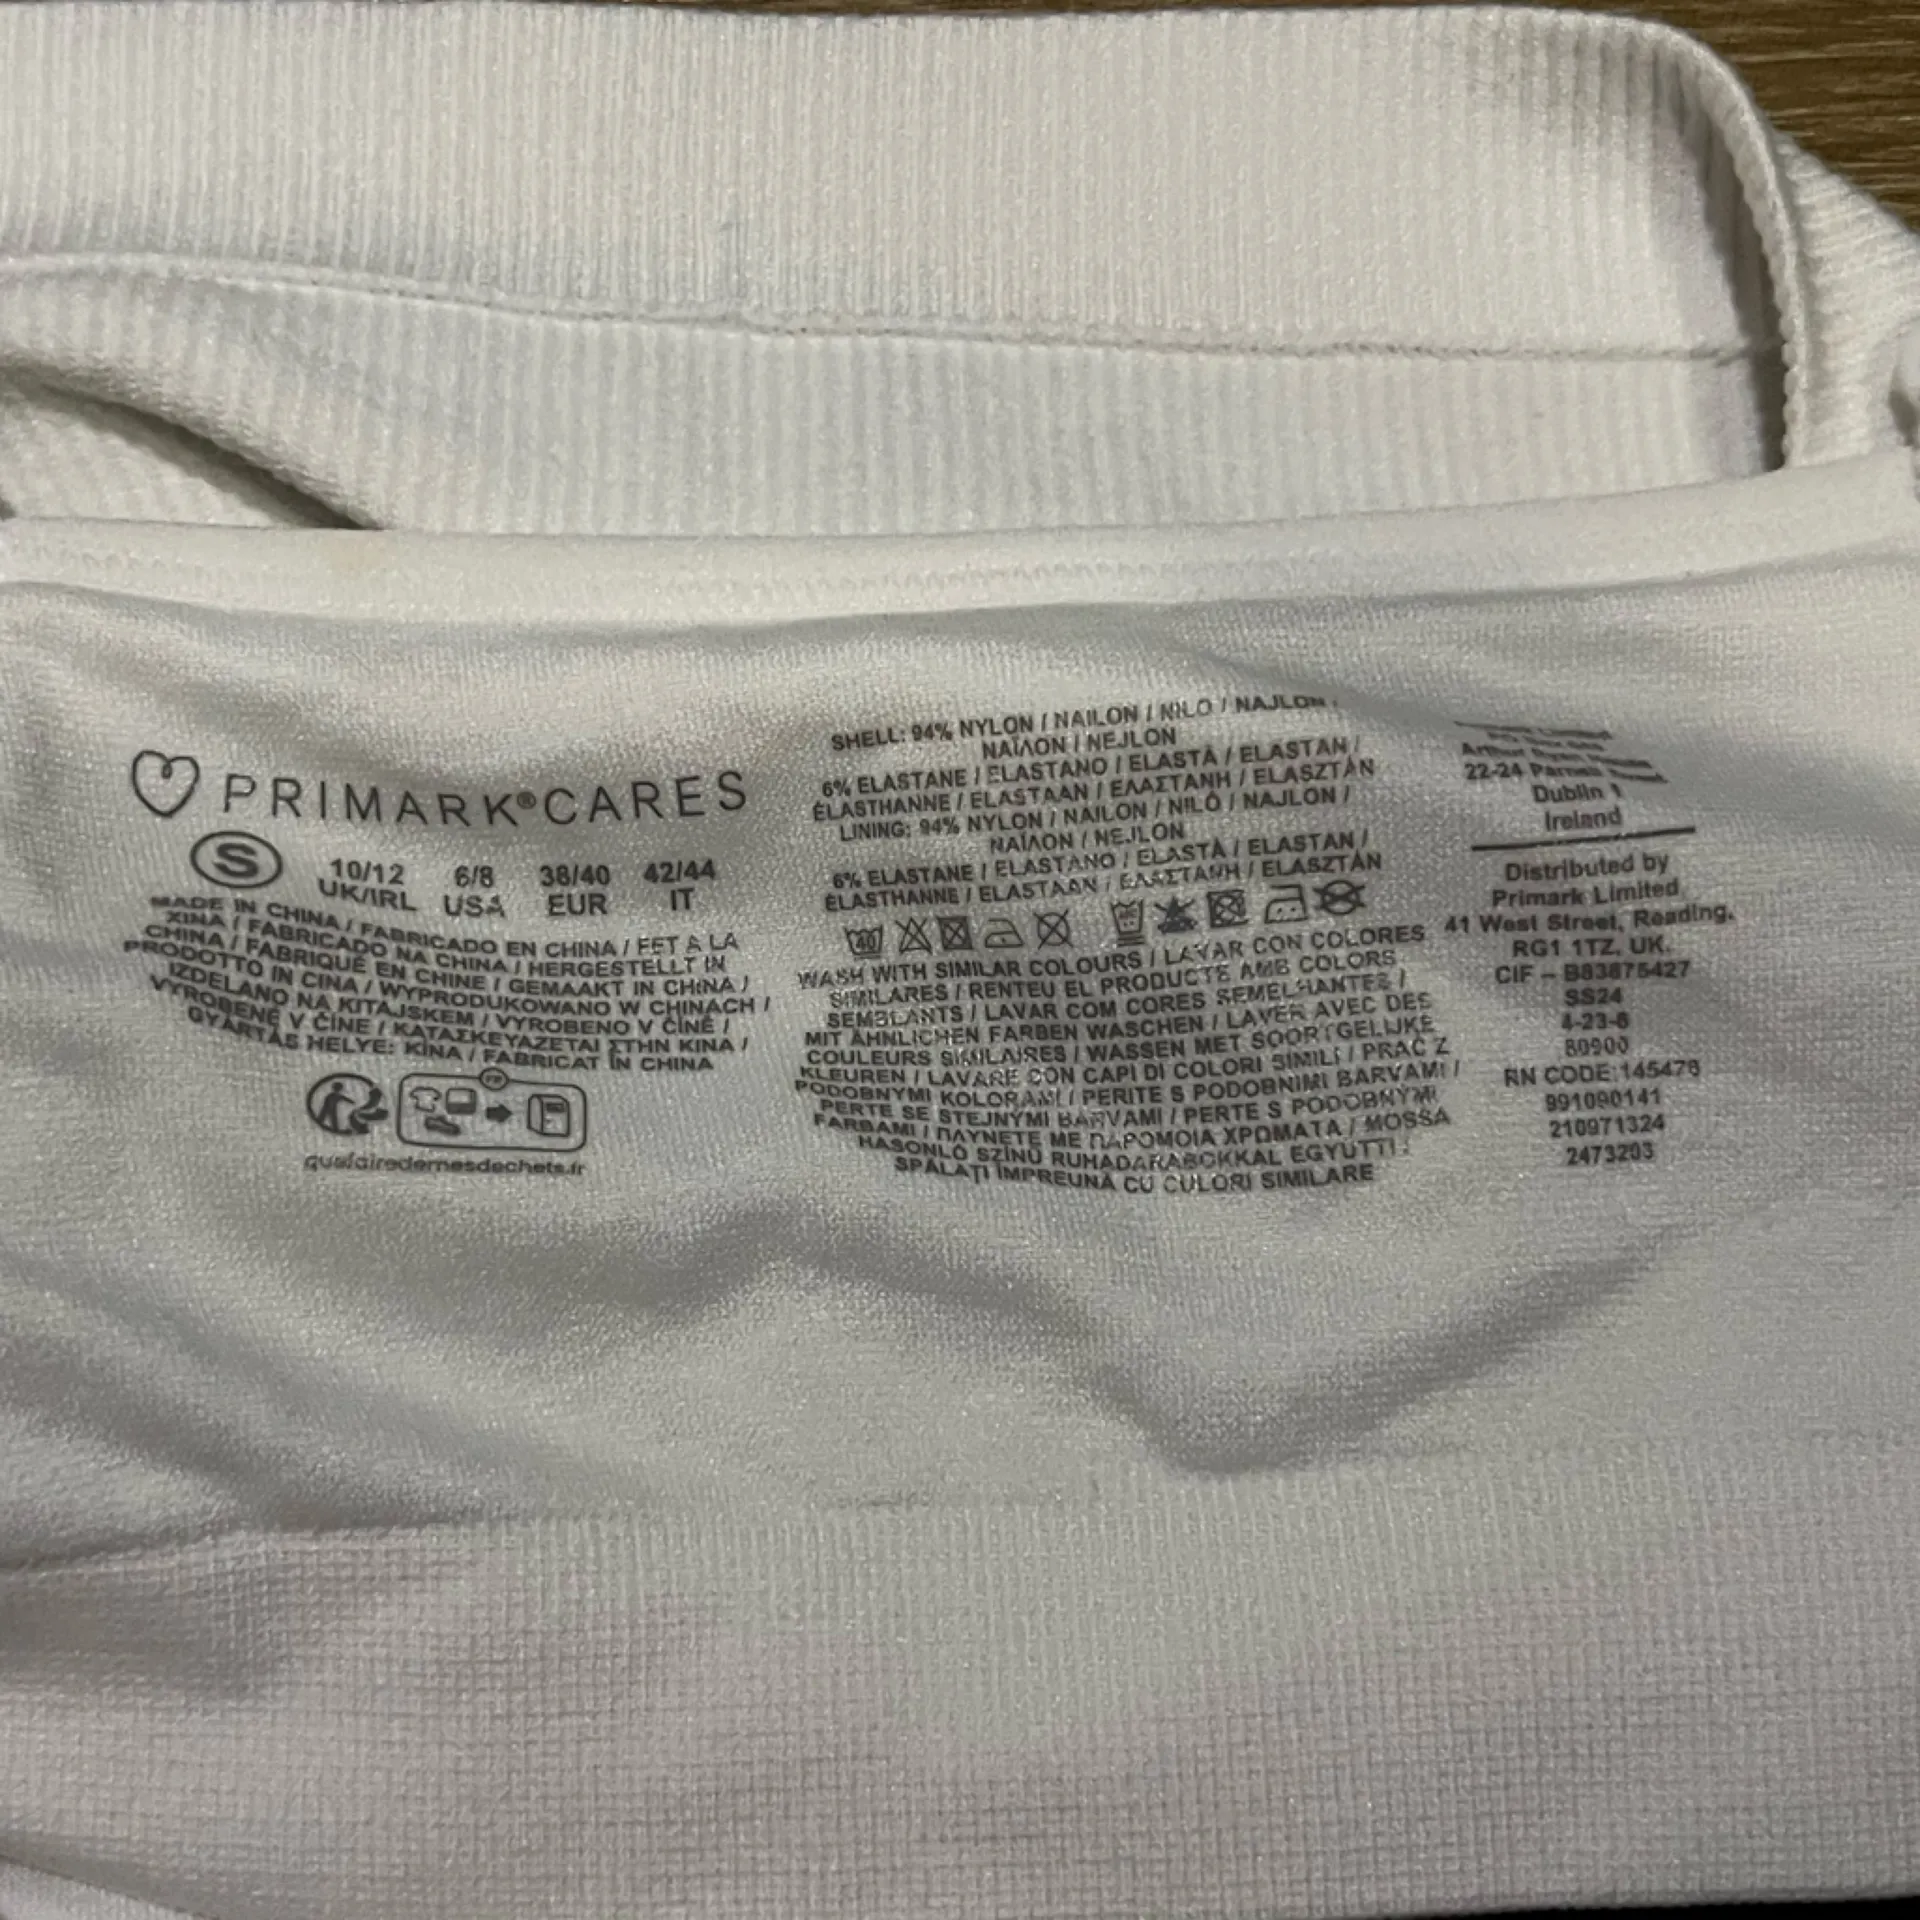 PRIMARK®CARES
S
10/12 6/8 38/40 42/44
UK/IRL USA EUR IT
MADE IN CHINA / FABRICADO EN CHINA / FET A LA
XINA / FABRICADO NA CHINA / HERGESTELLT IN
CHINA / FABRIQUÉ EN CHINE / GEMAAKT IN CHINA /
PRODOTTO IN CINA / WYPRODUKOWANO W CHINACH /
IZDELANO NA KITAJSKEM / VYROBENO V ČÍNĚ /
VYROBENÉ V ČÍNE / ΚΑΤΑΣΚΕΥΑΖΕΤΑΙ ΣΤΗΝ ΚΙΝΑ /
GYÁRTÁS HELYE: KÍNA / FABRICAT ÎN CHINA
FR
quefairedemesdechets.fr
SHELL: 94% NYLON / NAILON / NILO / NAJLON /
ΝΑΪΛΟΝ / NEJLON
6% ELASTANE / ELASTANO / ELASTÀ / ELASTAN /
ÉLASTHANNE / ELASTAAN / ΕΛΑΣΤΑΝΗ / ELASZTÁN
LINING: 94% NYLON / NAILON / NILÓ / NAJLON /
ΝΑΪΛΟΝ / NEJLON
6% ELASTANE / ELASTANO / ELASTÀ / ELASTAN /
ÉLASTHANNE / ELASTAAN / ΕΛΑΣΤΑΝΗ / ELASZTÁN
40
WASH WITH SIMILAR COLOURS / LAVAR CON COLORES
SIMILARES / RENTEU EL PRODUCTE AMB COLORS
SEMBLANTS / LAVAR COM CORES SEMELHANTES /
MIT ÄHNLICHEN FARBEN WASCHEN / LAVER AVEC DES
COULEURS SIMILAIRES / WASSEN MET SOORTGELIJKE
KLEUREN / LAVARE CON CAPI DI COLORI SIMILI / PRAĆ Z
PODOBNYMI KOLORAMI / PERITE S PODOBNIMI BARVAMI /
PERTE SE STEJNÝMI BARVAMI / PERTE S PODOBNÝMI
FARBAMI / ΠΛΥΝΕΤΕ ΜΕ ΠΑΡΟΜΟΙΑ ΧΡΩΜΑΤΑ / MOSSA
HASONLÓ SZÍNŰ RUHADARABOKKAL EGYÜTT! /
SPĂLAȚI ÎMPREUNĂ CU CULORI SIMILARE
Arthur
22-24 Parnell
Dublin 1
Ireland
Distributed by
Primark Limited
41 West Street, Reading,
RG1 1TZ, UK.
CIF – B83875427
SS24
4-23-6
80900
RN CODE:145476
991090141
210971324
2473203